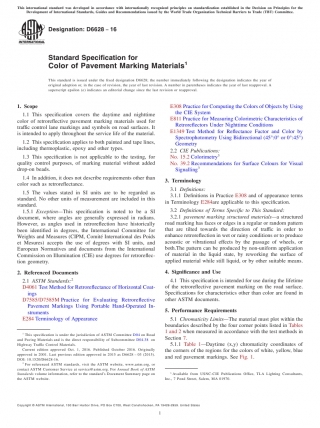 This international standard was developed in accordance with internationally recognized principles on standardization established in the Decision on Principles for the
Development of International Standards, Guides and Recommendations issued by the World Trade Organization Technical Barriers to Trade (TBT) Committee.
Designation: D6628 − 16
INTERNATIONAL
Standard Specification for
Color of Pavement Marking Materials¹
This standard is issued under the fixed designation D6628; the number immediately following the designation indicates the year of
original adoption or, in the case of revision, the year of last revision. A number in parentheses indicates the year of last reapproval. A
superscript epsilon (ε) indicates an editorial change since the last revision or reapproval.
1. Scope
1.1 This specification covers the daytime and nighttime
color of retroreflective pavement marking materials used for
traffic control lane markings and symbols on road surfaces. It
is intended to apply throughout the service life of the material.
1.2 This specification applies to both painted and tape lines,
including thermoplastic, epoxy and other types.
1.3 This specification is not applicable to the testing, for
quality control purposes, of marking material without added
drop-on beads.
1.4 In addition, it does not describe requirements other than
color such as retroreflectance.
1.5 The values stated in SI units are to be regarded as
standard. No other units of measurement are included in this
standard.
1.5.1 Exception—This specification is noted to be a SI
document, where angles are generally expressed in radians.
However, as angles used in retroreflection have historically
been identified in degrees, the International Committee for
Weights and Measures (CIPM, Comité International des Poids
et Mesures) accepts the use of degrees with SI units, and
European Normatives and documents from the International
Commission on Illumination (CIE) use degrees for retroreflec-
tion geometry.
2. Referenced Documents
2.1 ASTM Standards:²
D4061 Test Method for Retroreflectance of Horizontal Coat-
ings
D7585/D7585M Practice for Evaluating Retroreflective
Pavement Markings Using Portable Hand-Operated In-
struments
E284 Terminology of Appearance
¹ This specification is under the jurisdiction of ASTM Committee D04 on Road
and Paving Materials and is the direct responsibility of Subcommittee D04.38 on
Highway Traffic Control Materials.
Current edition approved Dec. 1, 2016. Published October 2016. Originally
approved in 2001. Last previous edition approved in 2015 as D6628 – 03 (2015).
DOI: 10.1520/D6628-16.
² For referenced ASTM standards, visit the ASTM website, www.astm.org, or
contact ASTM Customer Service at service@astm.org. For Annual Book of ASTM
Standards volume information, refer to the standard's Document Summary page on
the ASTM website.
E308 Practice for Computing the Colors of Objects by Using
the CIE System
E811 Practice for Measuring Colorimetric Characteristics of
Retroreflectors Under Nighttime Conditions
E1349 Test Method for Reflectance Factor and Color by
Spectrophotometry Using Bidirectional (45°:0° or 0°:45°)
Geometry
2.2 CIE Publications:
No. 15.2 Colorimetry³
No. 39.2 Recommendations for Surface Colours for Visual
Signalling³
3. Terminology
3.1 Definitions:
3.1.1 Definitions in Practice E308 and of appearance terms
in Terminology E284 are applicable to this specification.
3.2 Definitions of Terms Specific to This Standard:
3.2.1 pavement marking structured materials—a structured
road marking has faces or edges in a regular or random pattern
that are tilted towards the direction of traffic in order to
enhance retroreflection in wet or rainy conditions or to produce
acoustic or vibrational affects by the passage of wheels, or
both. The pattern can be produced by non-uniform application
of material in the liquid state, by reworking the surface of
applied material while still liquid, or by other suitable means.
4. Significance and Use
4.1 This specification is intended for use during the lifetime
of the retroreflective pavement marking on the road surface.
Specifications for characteristics other than color are found in
other ASTM documents.
5. Performance Requirements
5.1 Chromaticity Limits—The material must plot within the
boundaries described by the four corner points listed in Tables
1 and 2 when measured in accordance with the test methods in
Section 7.
5.1.1 Table 1—Daytime (x,y) chromaticity coordinates of
the corners of the regions for the colors of white, yellow, blue
and red pavement markings. See Fig. 1.
³ Available from USNC-CIE Publications Office, TLA Lighting Consultants,
Inc., 7 Pond Street, Salem, MA 01970.
Copyright © ASTM International, 100 Barr Harbor Drive, PO Box C700, West Conshohocken, PA 19428-2959. United States
1